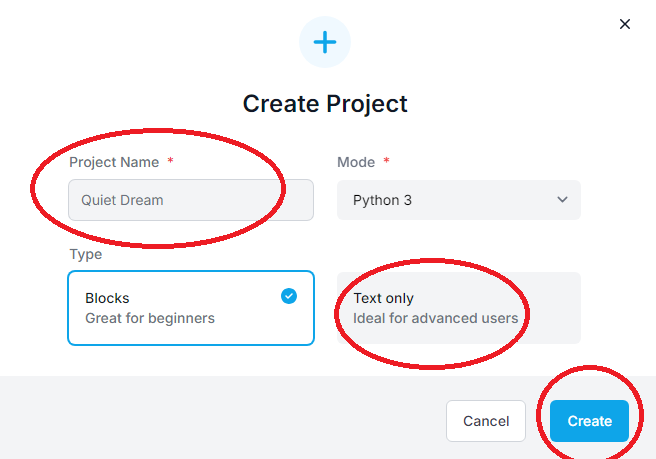 Create Project
Project Name *
Mode *
Quiet Dream
Python 3
Type
Blocks
Great for beginners
Text only
Ideal for advanced users
Cancel
Create